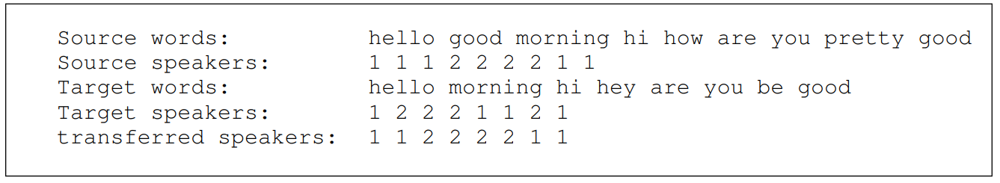 Source words: hello good morning hi how are you pretty good
Source speakers: 1 1 1 2 2 2 2 1 1
Target words: hello morning hi hey are you be good
Target speakers: 1 2 2 2 1 1 2 1
transferred speakers: 1 1 2 2 2 2 1 1